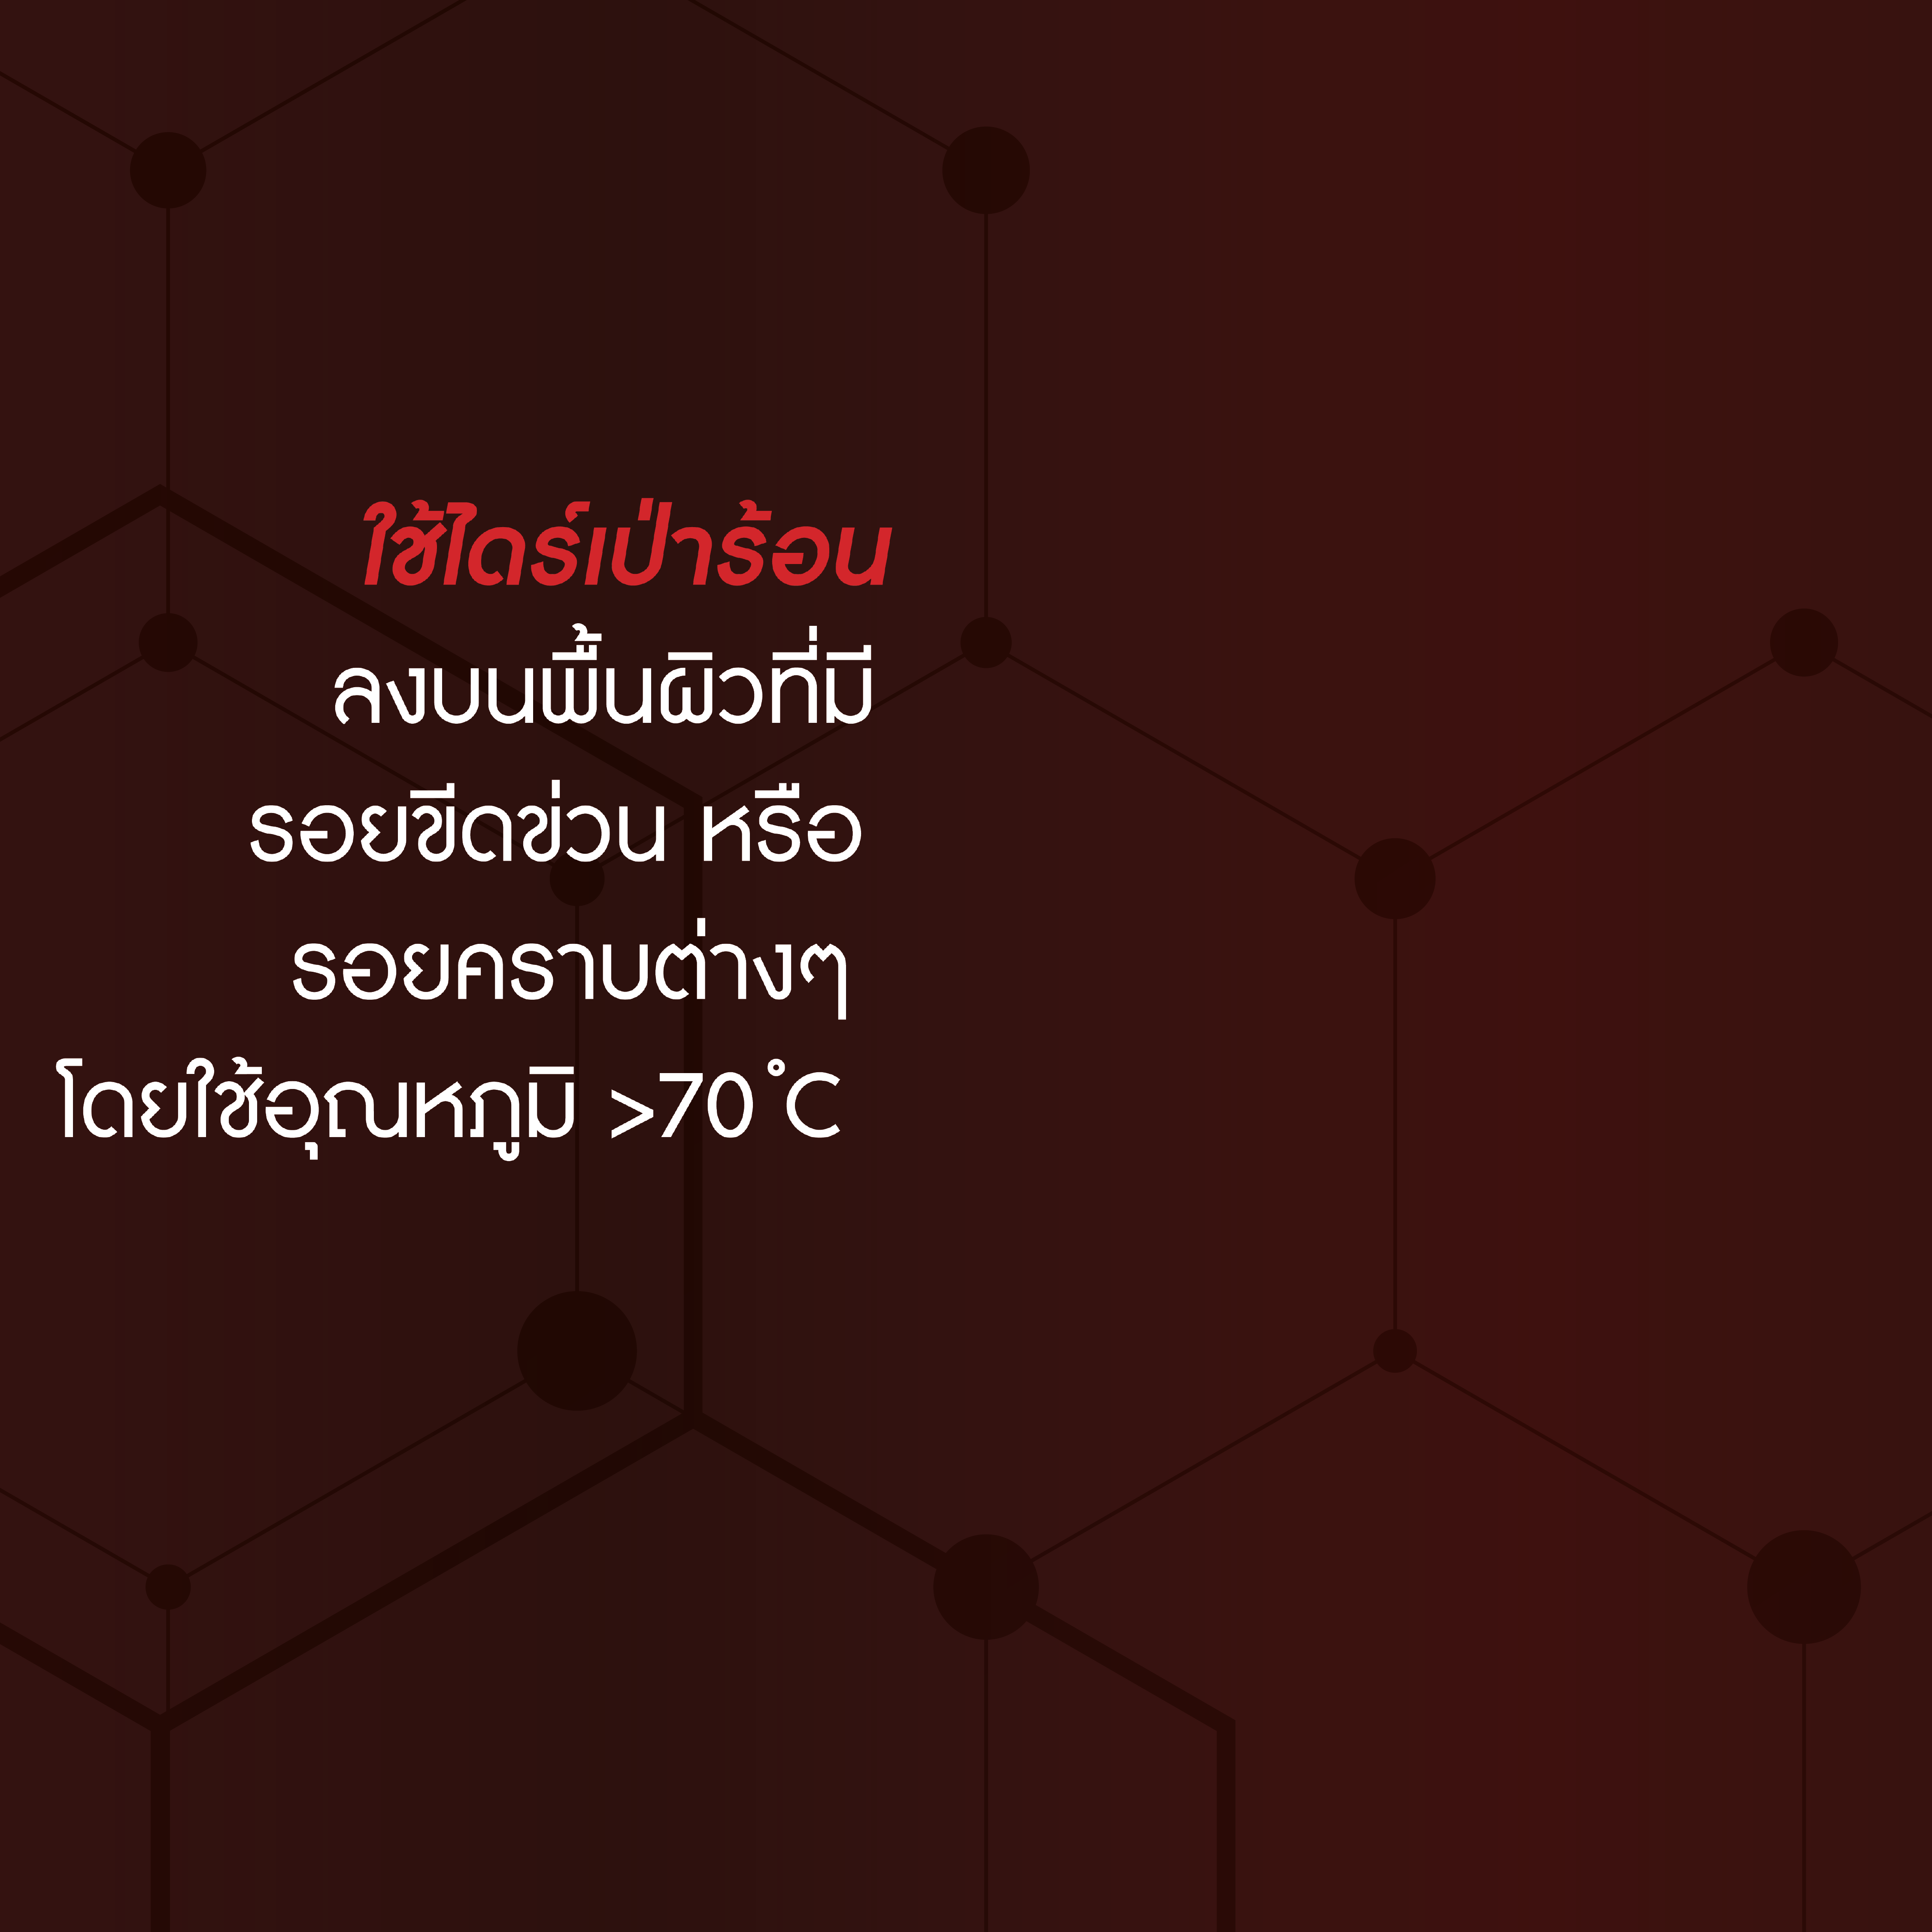 ใช้ไดร์เป่าร้อน
ลงบนพื้นผิวที่มี
รอยขีดข่วน หรือ
รอยคราบต่างๆ
โดยใช้อุณหภูมิ >70°C